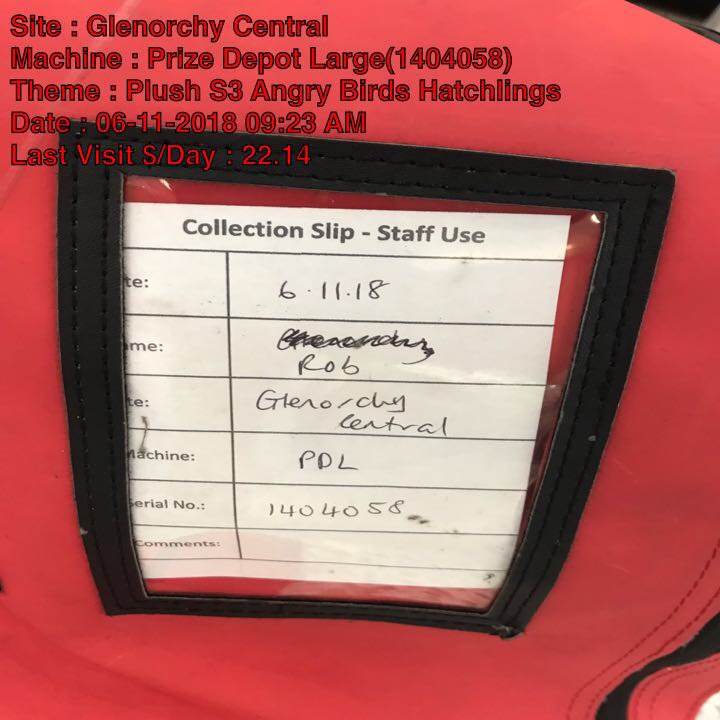 Site : Glenorchy Central
Machine : Prize Depot Large(1404058)
Theme : Plush S3 Angry Birds Hatchlings
Date : 06-11-2018 09:23 AM
Last Visit $/Day : 22.14
Collection Slip - Staff Use
te: 6.11.18
me: Rob
te: Glenorchy
Central
Machine: PDL
Serial No.: 1404058
Comments: